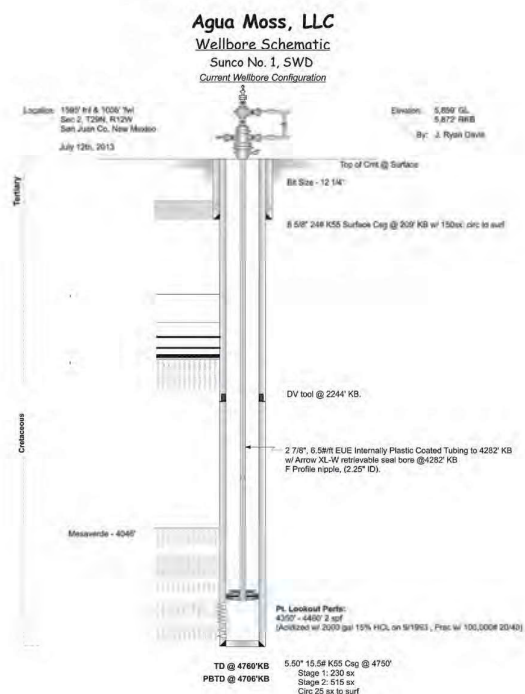 Agua Moss, LLC
Wellbore Schematic
Sunco No. 1, SWD
Current Wellbore Configuration
Location: 1595' fnl & 1005' fwl
Sec 2, T29N, R12W
San Juan Co, New Mexico
July 12th, 2013
Elevation: 5,859' GL
5,872' RKB
By: J. Ryan Davis
Tertiary
Top of Cmt @ Surface
Bit Size - 12 1/4"
8 5/8" 24# K55 Surface Csg @ 209' KB w/ 150sx. circ to surf
DV tool @ 2244' KB.
Cretaceous
2 7/8", 6.5#/ft EUE Internally Plastic Coated Tubing to 4282' KB
w/ Arrow XL-W retrievable seal bore @4282' KB
F Profile nipple, (2.25" ID).
Mesaverde - 4046'
Pt. Lookout Perfs:
4350' - 4460' 2 spf
(Acidized w/ 2000 gal 15% HCL on 9/1993 , Frac w/ 100,000# 20/40)
TD @ 4760'KB
PBTD @ 4706'KB
5.50" 15.5# K55 Csg @ 4750'
Stage 1: 230 sx
Stage 2: 515 sx
Circ 25 sx to surf